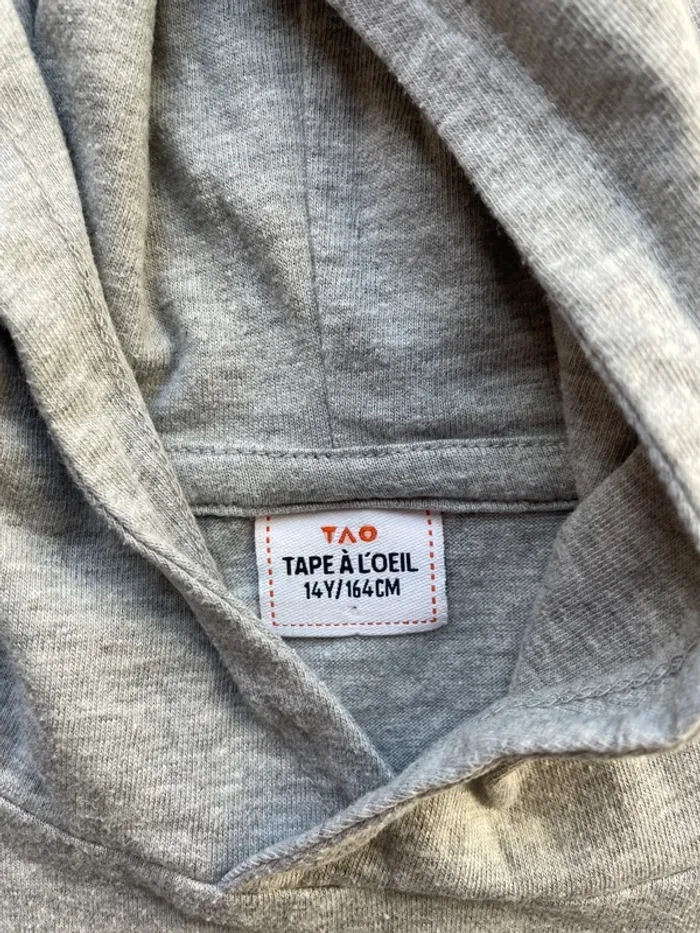 TAO
TAPE À L'OEIL
14Y/164CM